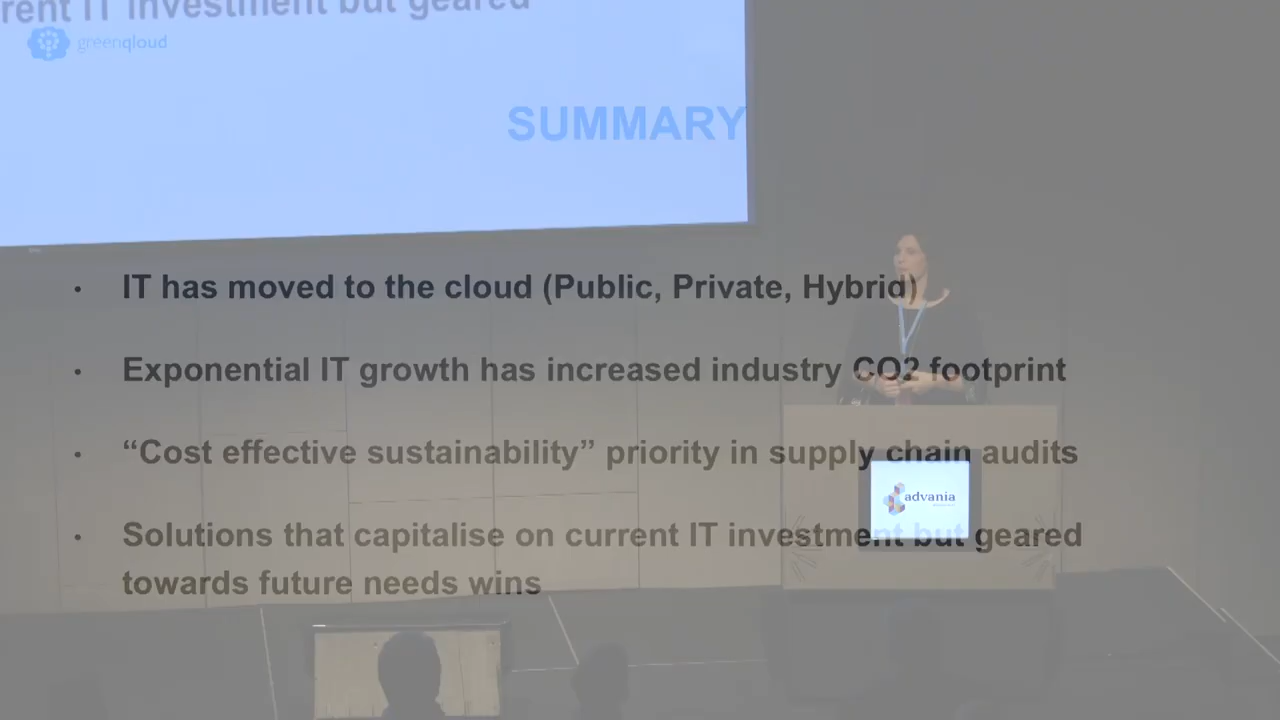 rent IT investment but geared
greenqloud
SUMMARY
• IT has moved to the cloud (Public, Private, Hybrid)
• Exponential IT growth has increased industry CO2 footprint
• “Cost effective sustainability” priority in supply chain audits
• Solutions that capitalise on current IT investment but geared
towards future needs wins
advania